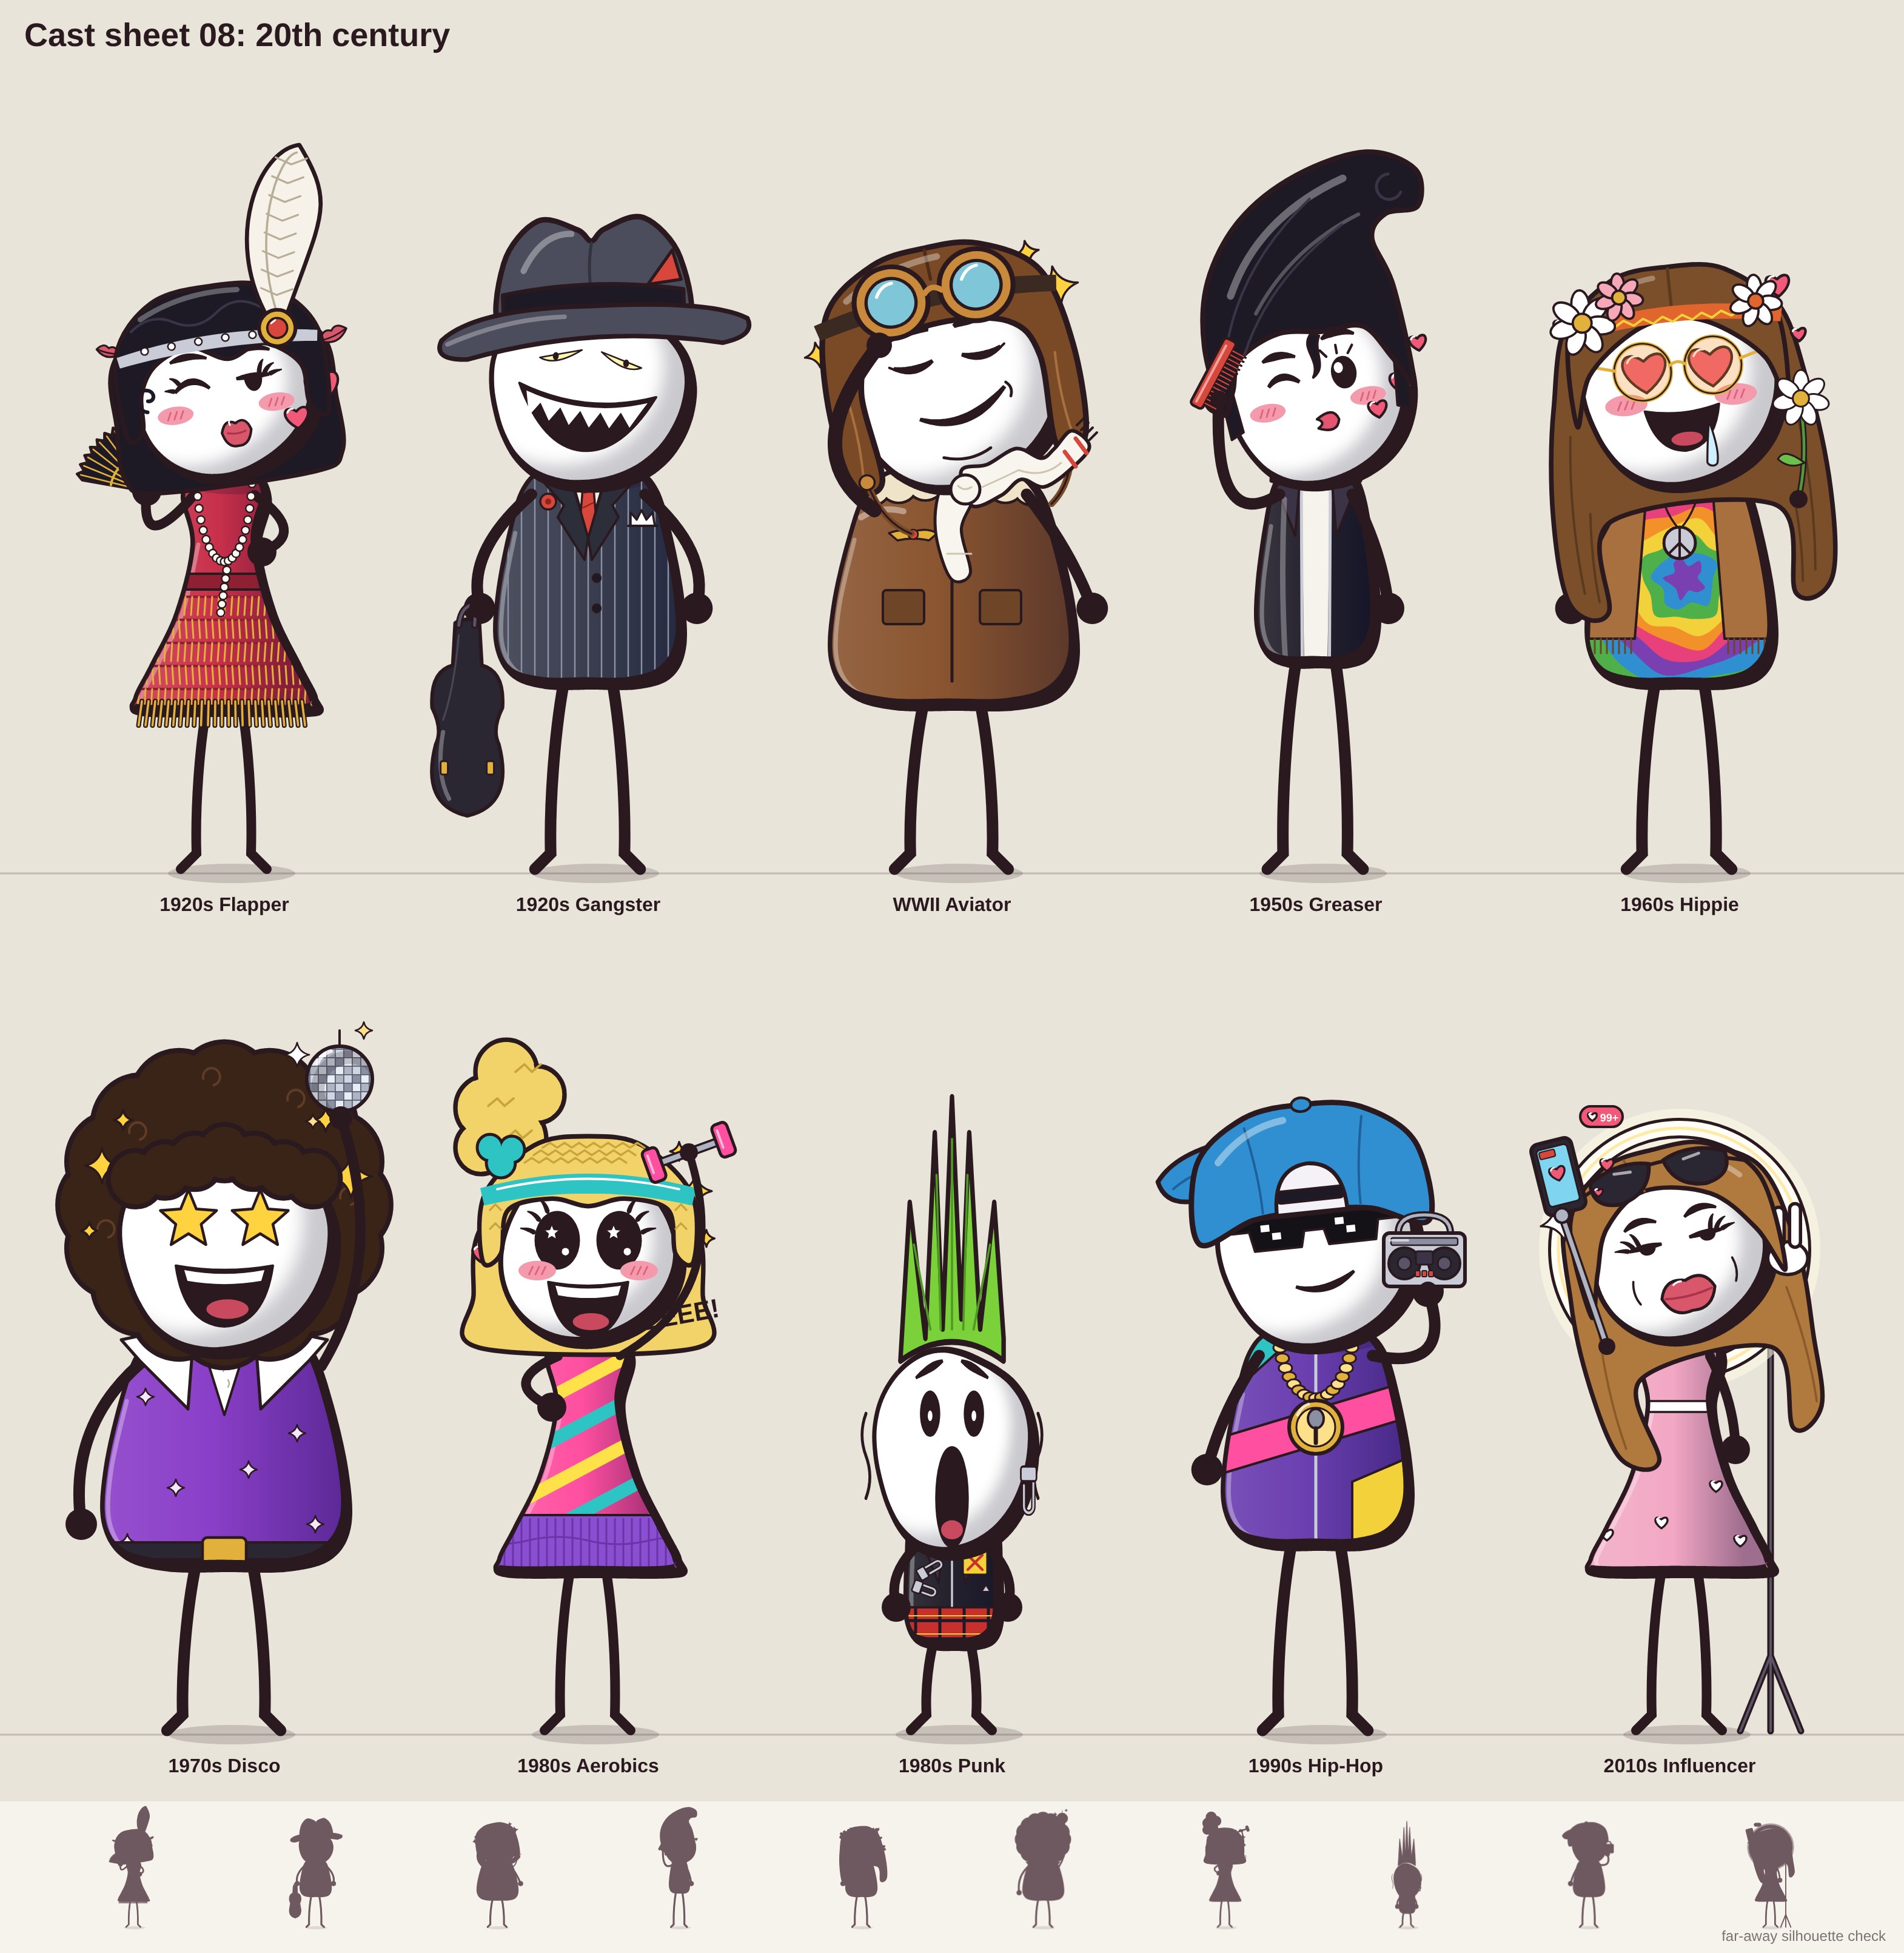 Cast sheet 08: 20th century
1920s Flapper
1920s Gangster
WWII Aviator
1950s Greaser
1960s Hippie
99+
EE!
1970s Disco
1980s Aerobics
1980s Punk
1990s Hip-Hop
2010s Influencer
far-away silhouette check